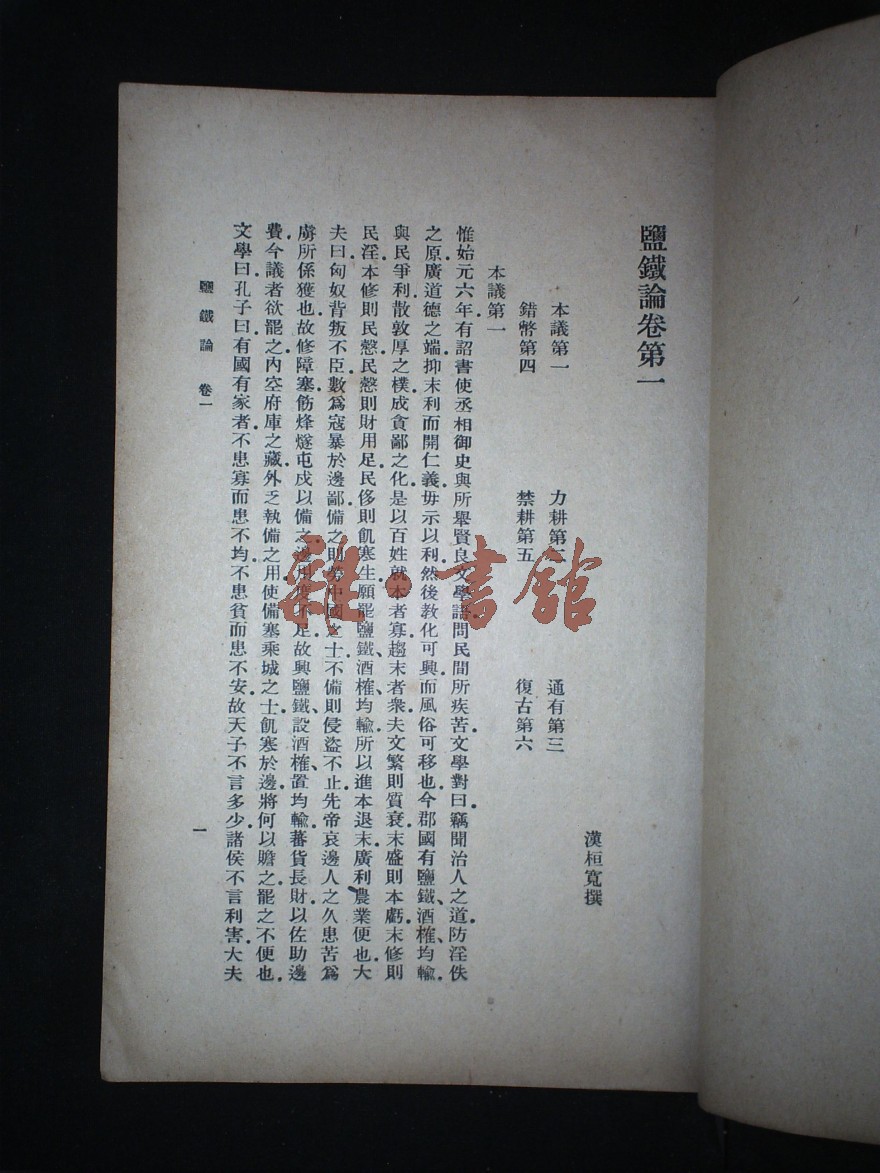 鹽鐵論卷第一
漢桓寬撰
本議第一 力耕第二 通有第三
錯幣第四 禁耕第五 復古第六
本議第一
惟始元六年有詔書使丞相御史與所舉賢良文學語問民間所疾苦文學對曰竊聞治人之道防淫佚
之原廣道德之端抑末利而開仁義毋示以利然後教化可興而風俗可移也今郡國有鹽鐵、酒榷、均輸
與民爭利散敦厚之樸成貪鄙之化是以百姓就本者寡趨末者衆夫文繁則質衰末盛則本虧末修則
民淫本修則民慤民慤則財用足民侈則飢寒生願罷鹽鐵、酒榷、均輸所以進本退末廣利農業便也大
夫曰匈奴背叛不臣數爲寇暴於邊鄙備之則勞中國之士不備則侵盜不止先帝哀邊人之久患苦爲
虜所係獲也故修障塞飭烽燧屯戍以備之邊用度不足故興鹽鐵設酒榷、置均輸蕃貨長財以佐助邊
費今議者欲罷之內空府庫之藏外乏執備之用使備塞乘城之士飢寒於邊將何以贍之罷之不便也
文學曰孔子曰有國有家者不患寡而患不均不患貧而患不安故天子不言多少諸侯不言利害大夫
鹽鐵論 卷一
一
雜·書館